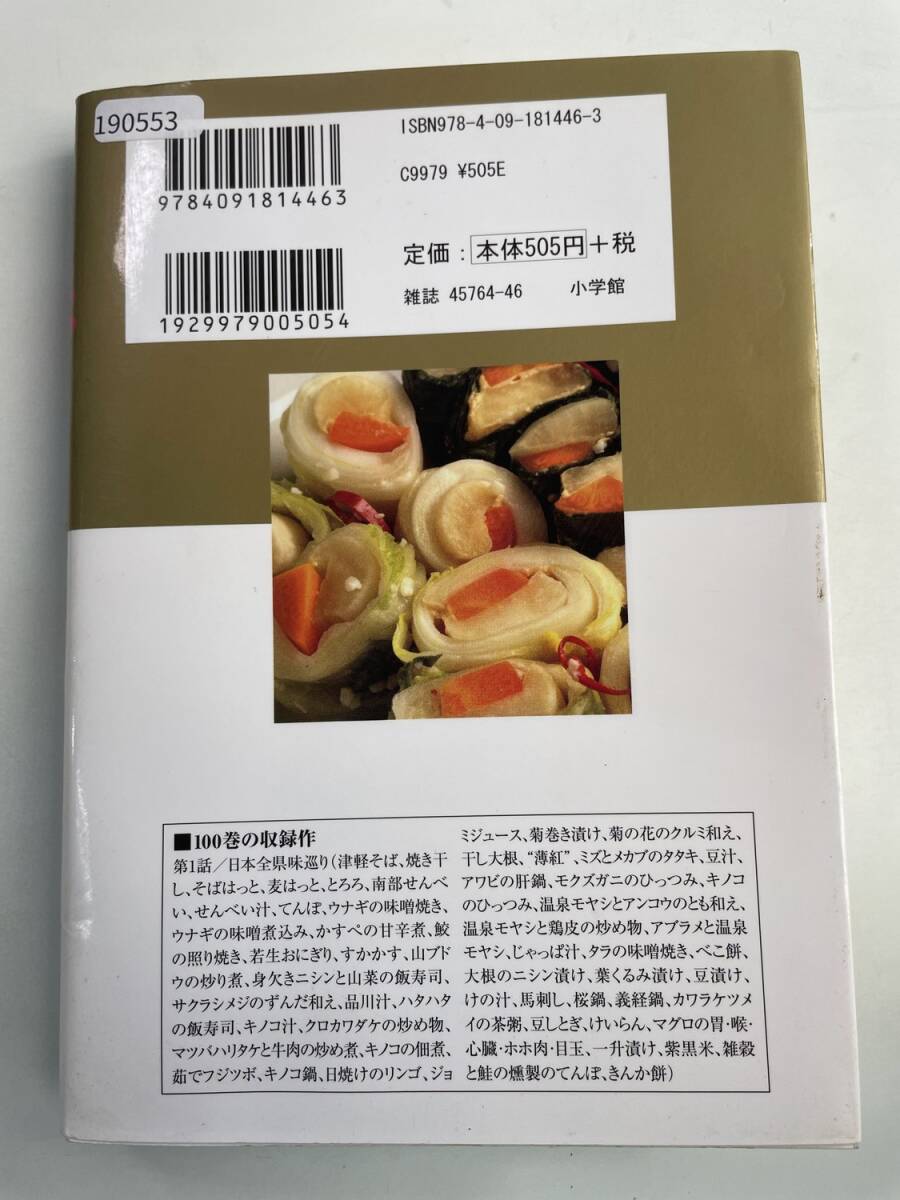 190553
ISBN978-4-09-181446-3
9784091814463
C9979 ¥505E
定価：本体505円＋税
1929979005054
雑誌 45764-46 小学館
■100巻の収録作
第1話／日本全県味巡り（津軽そば、焼き干
し、そばはっと、麦はっと、とろろ、南部せんべ
い、せんべい汁、てんぽ、ウナギの味噌焼き、
ウナギの味噌煮込み、かすべの甘辛煮、鮫
の照り焼き、若生おにぎり、すかかす、山ブド
ウの炒り煮、身欠きニシンと山菜の飯寿司、
サクラシメジのずんだ和え、品川汁、ハタハタ
の飯寿司、キノコ汁、クロカワダケの炒め物、
マツバハリタケと牛肉の炒め煮、キノコの佃煮、
茹でフジツボ、キノコ鍋、日焼けのリンゴ、ジョ
ミジュース、菊巻き漬け、菊の花のクルミ和え、
干し大根、“薄紅”、ミズとメカブのタタキ、豆汁、
アワビの肝鍋、モクズガニのひっつみ、キノコ
のひっつみ、温泉モヤシとアンコウのとも和え、
温泉モヤシと鶏皮の炒め物、アブラメと温泉
モヤシ、じゃっぱ汁、タラの味噌焼き、べこ餅、
大根のニシン漬け、葉くるみ漬け、豆漬け、
けの汁、馬刺し、桜鍋、義経鍋、カワラケツメ
イの茶粥、豆しとぎ、けいらん、マグロの胃・喉・
心臓・ホホ肉・目玉、一升漬け、紫黒米、雑穀
と鮭の燻製のてんぽ、きんか餅）